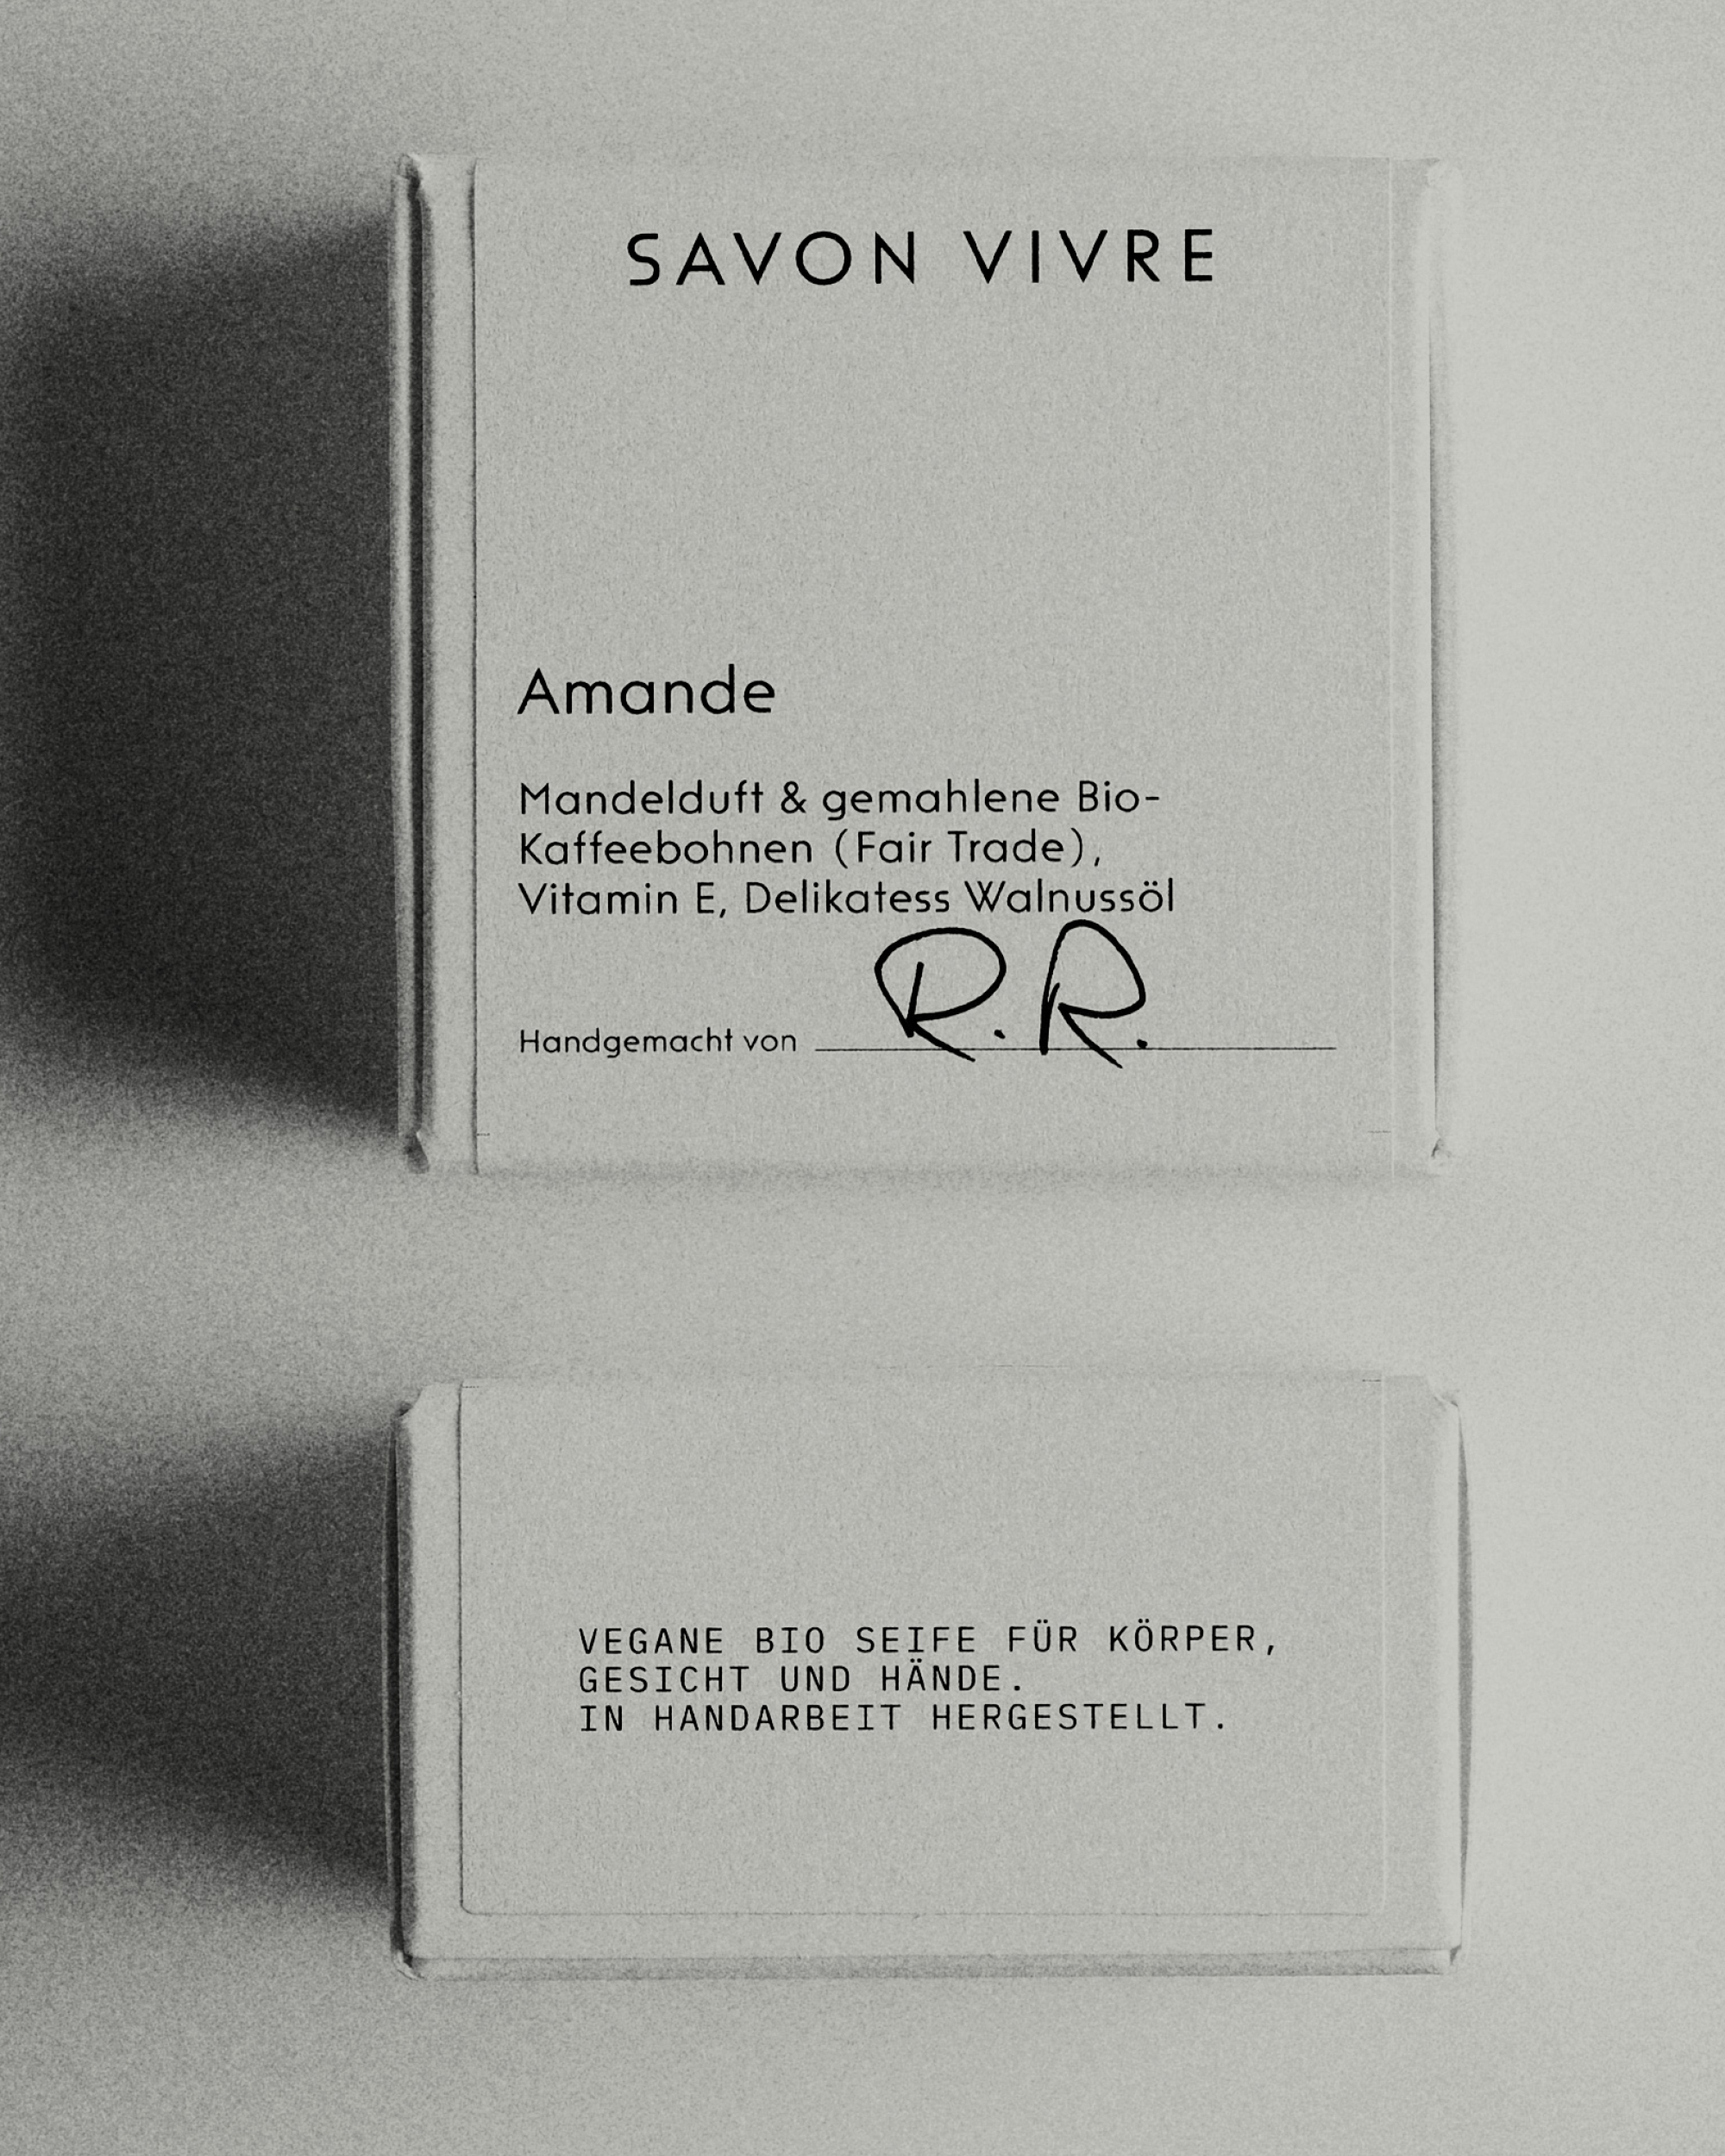 SAVON VIVRE
Amande
Mandelduft & gemahlene Bio-
Kaffeebohnen (Fair Trade),
Vitamin E, Delikatess Walnussöl
Handgemacht von R.R.
VEGANE BIO SEIFE FÜR KÖRPER,
GESICHT UND HÄNDE.
IN HANDARBEIT HERGESTELLT.